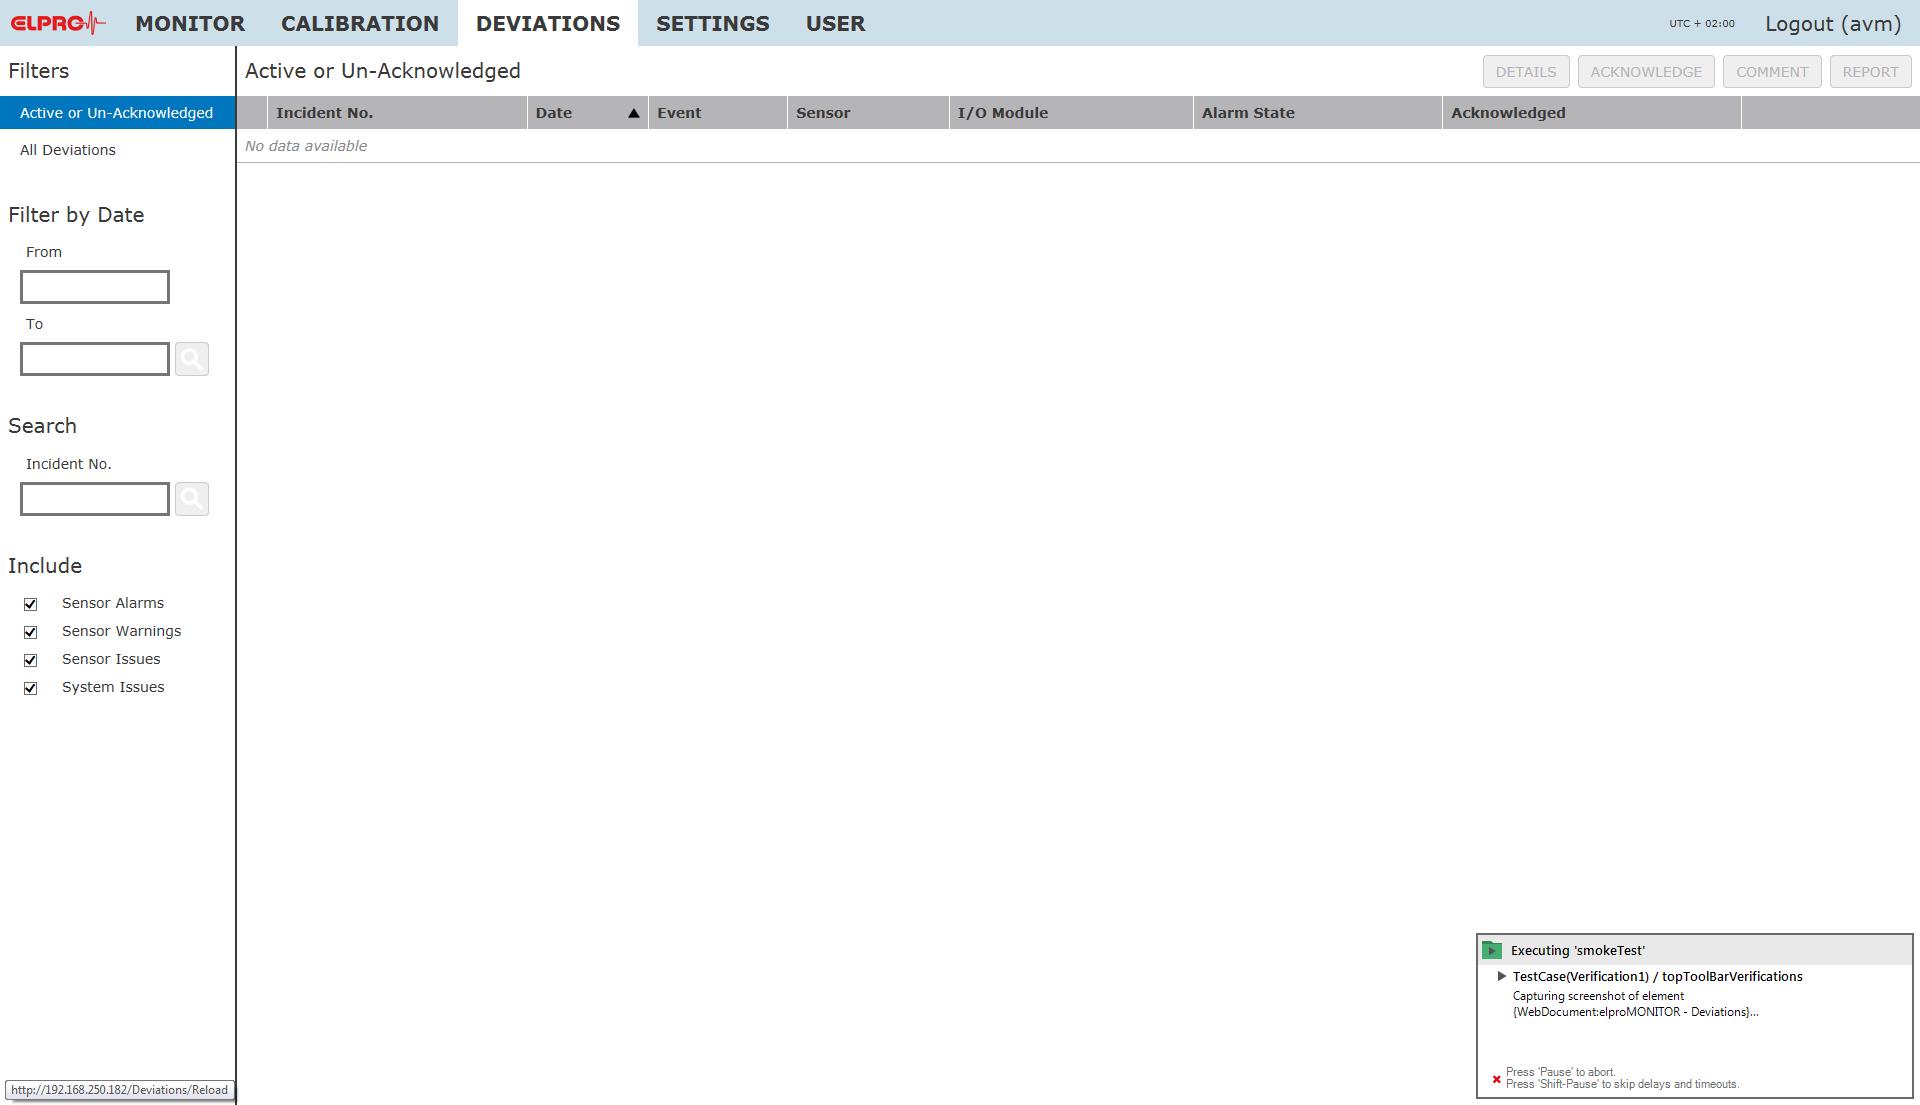 ELPRO MONITOR CALIBRATION DEVIATIONS SETTINGS USER UTC + 02:00 Logout (avm)
Filters
Active or Un-Acknowledged
All Deviations
Filter by Date
From
To
Search
Incident No.
Include
Sensor Alarms
Sensor Warnings
Sensor Issues
System Issues
Active or Un-Acknowledged DETAILS ACKNOWLEDGE COMMENT REPORT
Incident No. Date Event Sensor I/O Module Alarm State Acknowledged
No data available
Executing 'smokeTest'
TestCase(Verification1) / topToolBarVerifications
Capturing screenshot of element
{WebDocument:elproMONITOR - Deviations}...
Press 'Pause' to abort.
Press 'Shift-Pause' to skip delays and timeouts.
http://192.168.250.182/Deviations/Reload